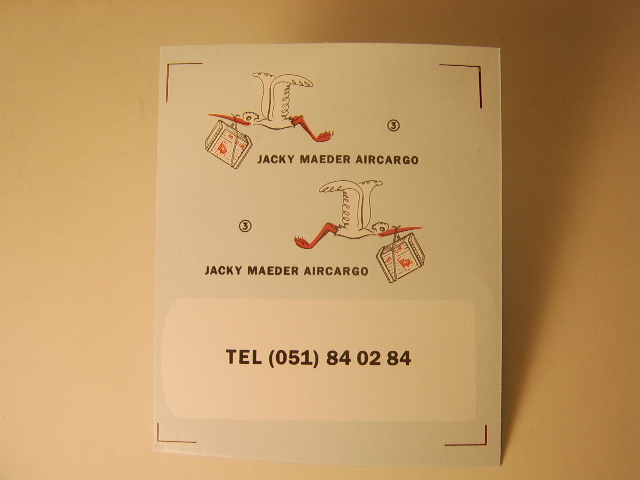 ③
JACKY MAEDER AIRCARGO
③
JACKY MAEDER AIRCARGO
TEL (051) 84 02 84